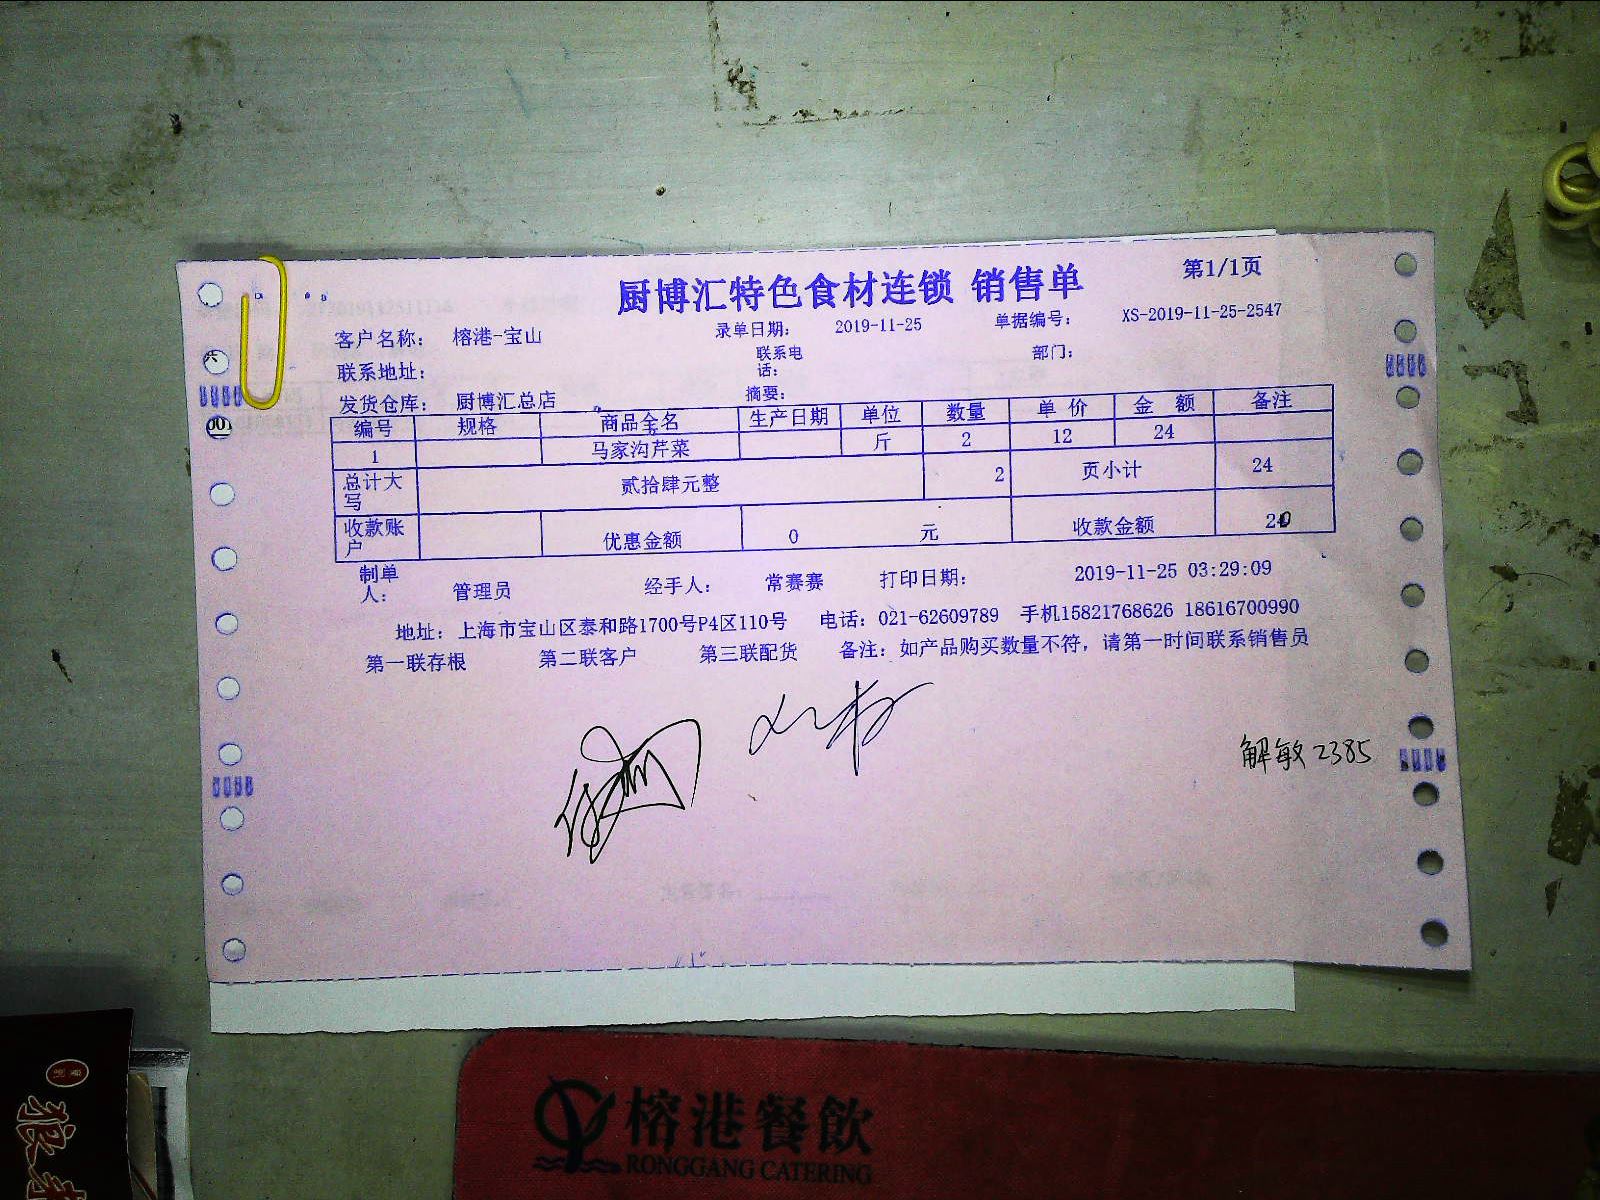 厨博汇特色食材连锁 销售单
第1/1页
客户名称： 榕港-宝山 录单日期： 2019-11-25 单据编号： XS-2019-11-25-2547
联系地址： 联系电话： 部门：
发货仓库： 厨博汇总店 摘要：
编号 规格 商品全名 生产日期 单位 数量 单 价 金 额 备注
1 马家沟芹菜 斤 2 12 24
总计大写 贰拾肆元整 2 页小计 24
收款账户 优惠金额 0 元 收款金额
制单人： 管理员 经手人： 常赛赛 打印日期： 2019-11-25 03:29:09
地址：上海市宝山区泰和路1700号P4区110号 电话：021-62609789 手机15821768626 18616700990
第一联存根 第二联客户 第三联配货 备注：如产品购买数量不符，请第一时间联系销售员
解敏 2385
榕港餐飲
RONGGANG CATERING